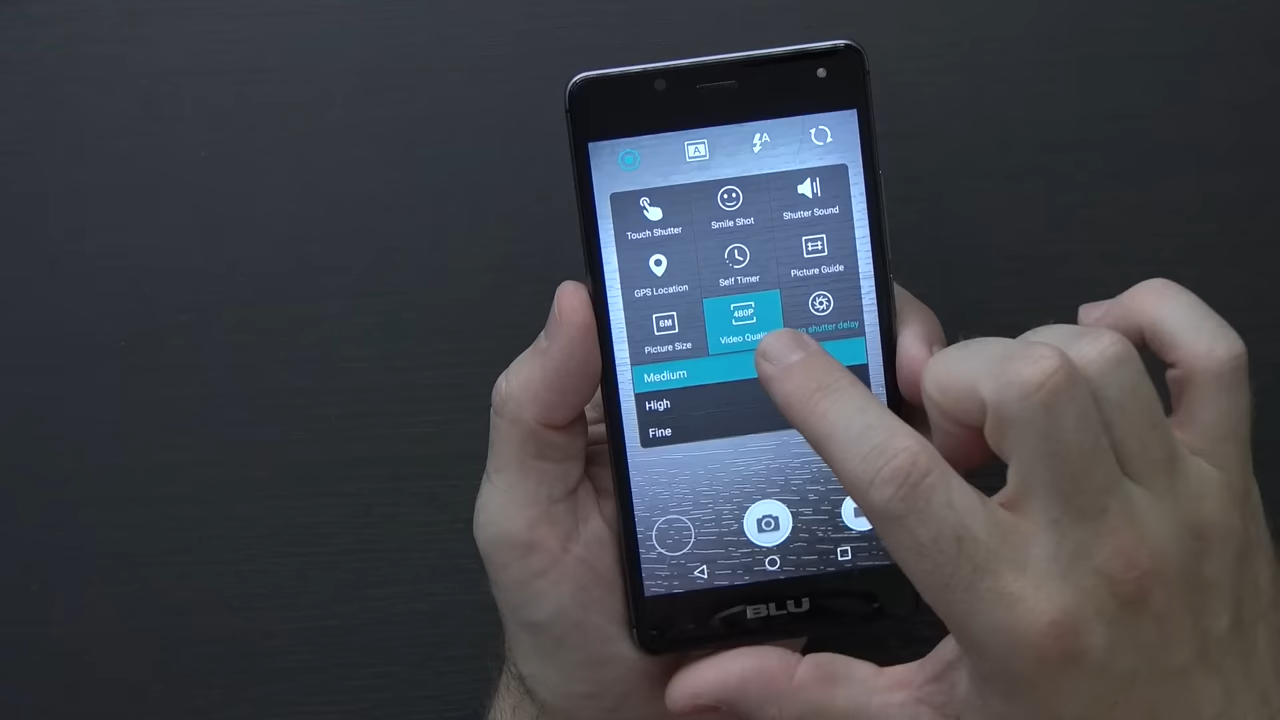 A
A
Touch Shutter
Smile Shot
Shutter Sound
GPS Location
Self Timer
Picture Guide
6M
480P
Picture Size
Video
shutter delay
Medium
High
Fine
BLU